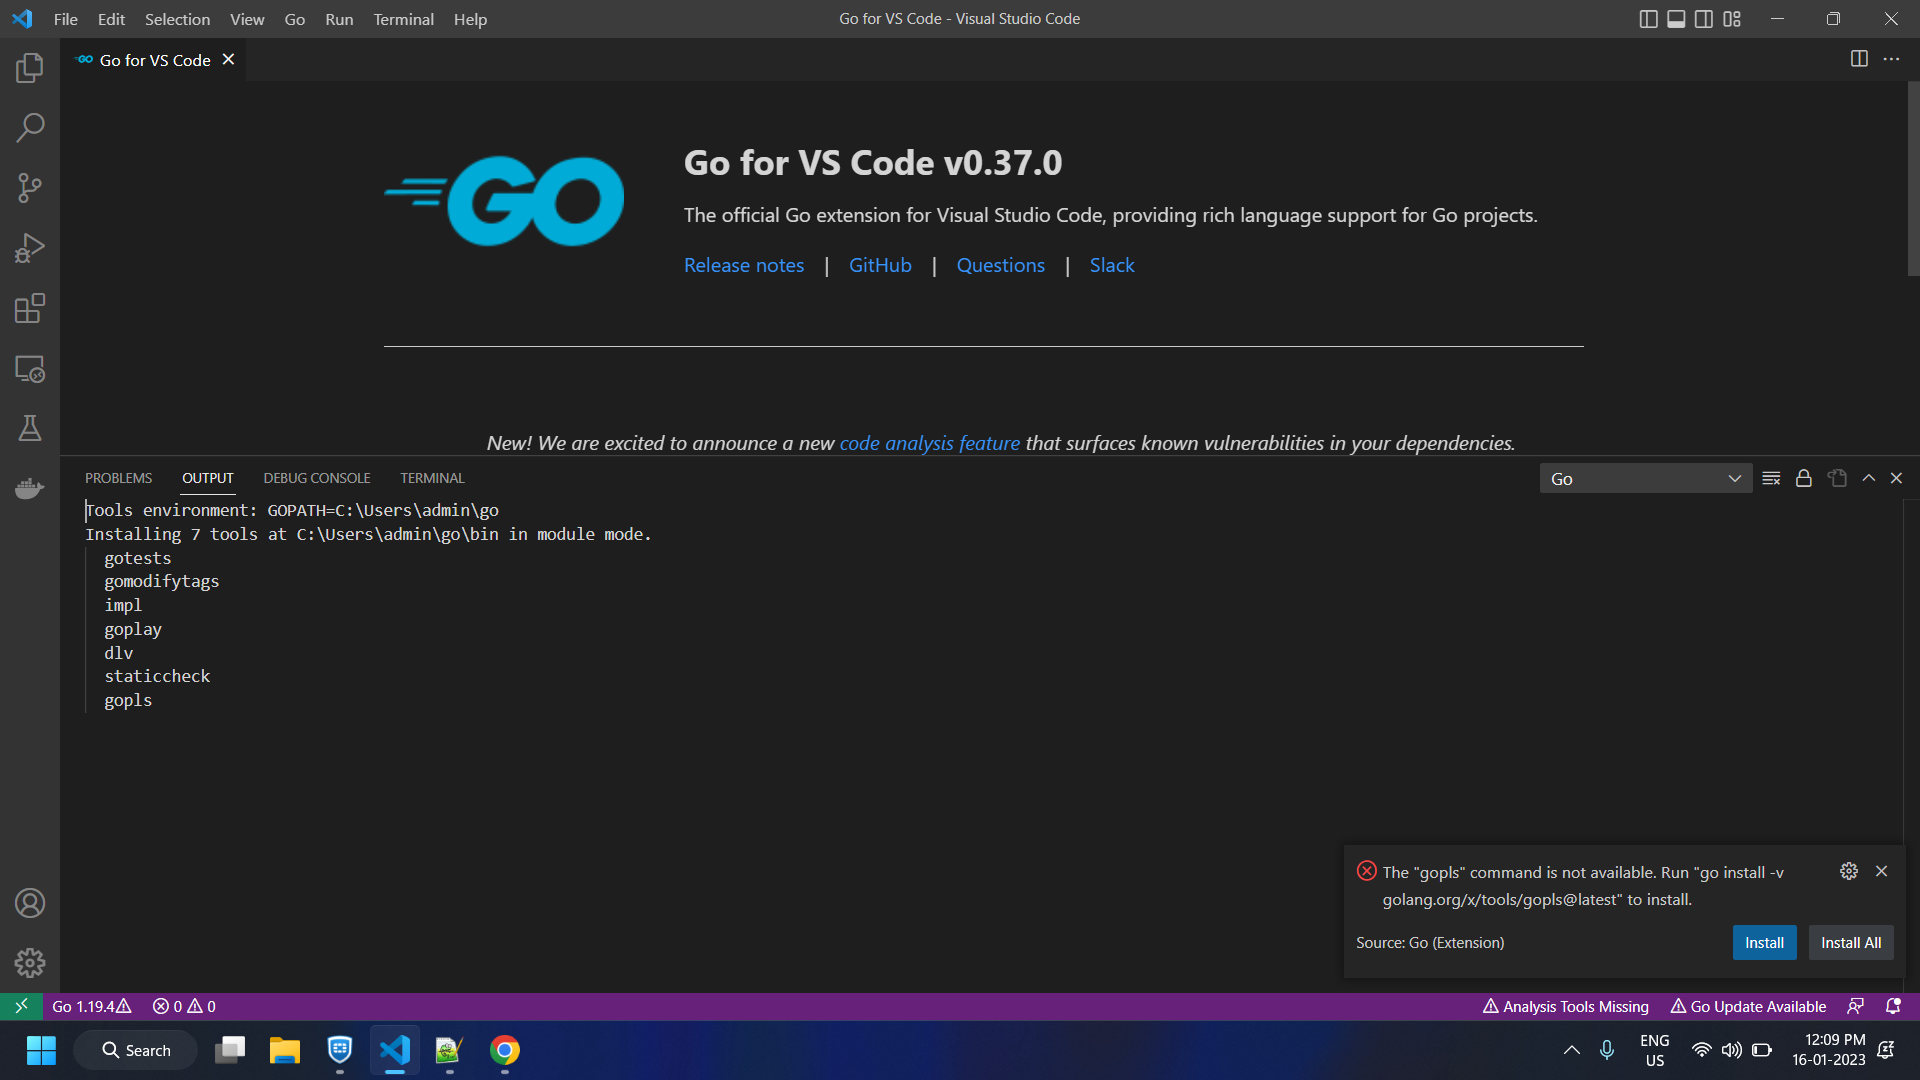 File Edit Selection View Go Run Terminal Help
Go for VS Code - Visual Studio Code
GO Go for VS Code
GO
Go for VS Code v0.37.0
The official Go extension for Visual Studio Code, providing rich language support for Go projects.
Release notes | GitHub | Questions | Slack
New! We are excited to announce a new code analysis feature that surfaces known vulnerabilities in your dependencies.
PROBLEMS OUTPUT DEBUG CONSOLE TERMINAL
Go
Tools environment: GOPATH=C:\Users\admin\go
Installing 7 tools at C:\Users\admin\go\bin in module mode.
gotests
gomodifytags
impl
goplay
dlv
staticcheck
gopls
The "gopls" command is not available. Run "go install -v
golang.org/x/tools/gopls@latest" to install.
Source: Go (Extension)
Install
Install All
Go 1.19.4
0 0
Analysis Tools Missing
Go Update Available
Search
ENG
US
12:09 PM
16-01-2023